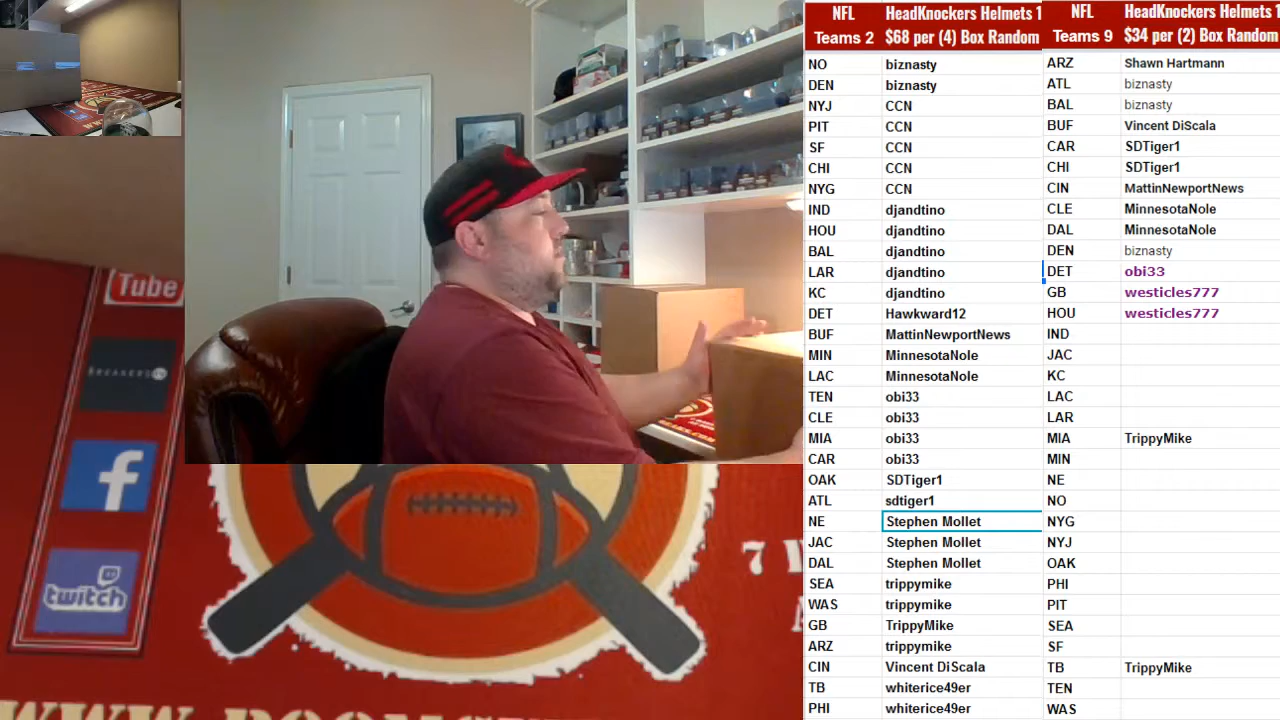 NFL HeadKnockers Helmets 1
Teams 2 $68 per (4) Box Random
NO biznasty
DEN biznasty
NYJ CCN
PIT CCN
SF CCN
CHI CCN
NYG CCN
IND djandtino
HOU djandtino
BAL djandtino
LAR djandtino
KC djandtino
DET Hawkward12
BUF MattinNewportNews
MIN MinnesotaNole
LAC MinnesotaNole
TEN obi33
CLE obi33
MIA obi33
CAR obi33
OAK SDTiger1
ATL sdtiger1
NE Stephen Mollet
JAC Stephen Mollet
DAL Stephen Mollet
SEA trippymike
WAS trippymike
GB TrippyMike
ARZ trippymike
CIN Vincent DiScala
TB whiterice49er
PHI whiterice49er
NFL HeadKnockers Helmets 1
Teams 9 $34 per (2) Box Random
ARZ Shawn Hartmann
ATL biznasty
BAL biznasty
BUF Vincent DiScala
CAR SDTiger1
CHI SDTiger1
CIN MattinNewportNews
CLE MinnesotaNole
DAL MinnesotaNole
DEN biznasty
DET obi33
GB westicles777
HOU westicles777
IND
JAC
KC
LAC
LAR
MIA TrippyMike
MIN
NE
NO
NYG
NYJ
OAK
PHI
PIT
SEA
SF
TB TrippyMike
TEN
WAS
Tube
f
twitch
7